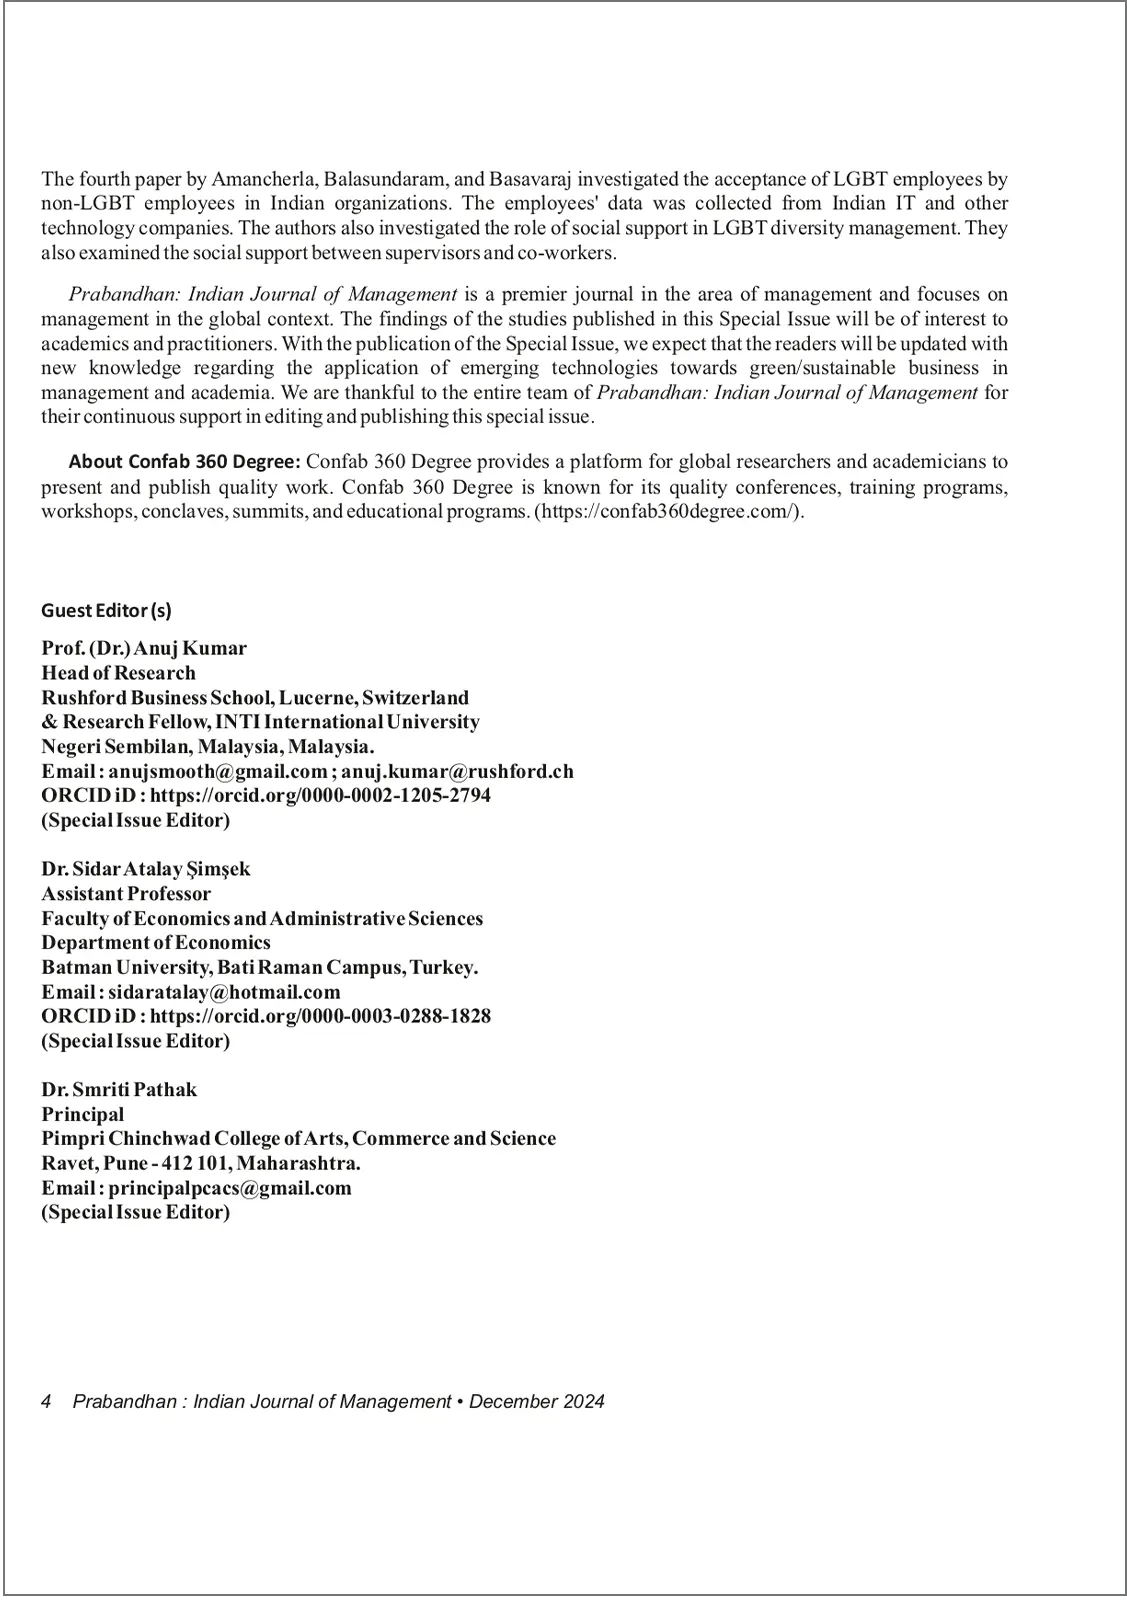 The fourth paper by Amancherla, Balasundaram, and Basavaraj investigated the acceptance of LGBT employees by
non-LGBT employees in Indian organizations. The employees' data was collected from Indian IT and other
technology companies. The authors also investigated the role of social support in LGBT diversity management. They
also examined the social support between supervisors and co-workers.
Prabandhan: Indian Journal of Management is a premier journal in the area of management and focuses on
management in the global context. The findings of the studies published in this Special Issue will be of interest to
academics and practitioners. With the publication of the Special Issue, we expect that the readers will be updated with
new knowledge regarding the application of emerging technologies towards green/sustainable business in
management and academia. We are thankful to the entire team of Prabandhan: Indian Journal of Management for
their continuous support in editing and publishing this special issue.
About Confab 360 Degree: Confab 360 Degree provides a platform for global researchers and academicians to
present and publish quality work. Confab 360 Degree is known for its quality conferences, training programs,
workshops, conclaves, summits, and educational programs. (https://confab360degree.com/).
Guest Editor (s)
Prof. (Dr.) Anuj Kumar
Head of Research
Rushford Business School, Lucerne, Switzerland
& Research Fellow, INTI International University
Negeri Sembilan, Malaysia, Malaysia.
Email : anujsmooth@gmail.com ; anuj.kumar@rushford.ch
ORCID iD : https://orcid.org/0000-0002-1205-2794
(Special Issue Editor)
Dr. Sidar Atalay Şimşek
Assistant Professor
Faculty of Economics and Administrative Sciences
Department of Economics
Batman University, Bati Raman Campus, Turkey.
Email : sidaratalay@hotmail.com
ORCID iD : https://orcid.org/0000-0003-0288-1828
(Special Issue Editor)
Dr. Smriti Pathak
Principal
Pimpri Chinchwad College of Arts, Commerce and Science
Ravet, Pune - 412 101, Maharashtra.
Email : principalpcacs@gmail.com
(Special Issue Editor)
4 Prabandhan : Indian Journal of Management • December 2024